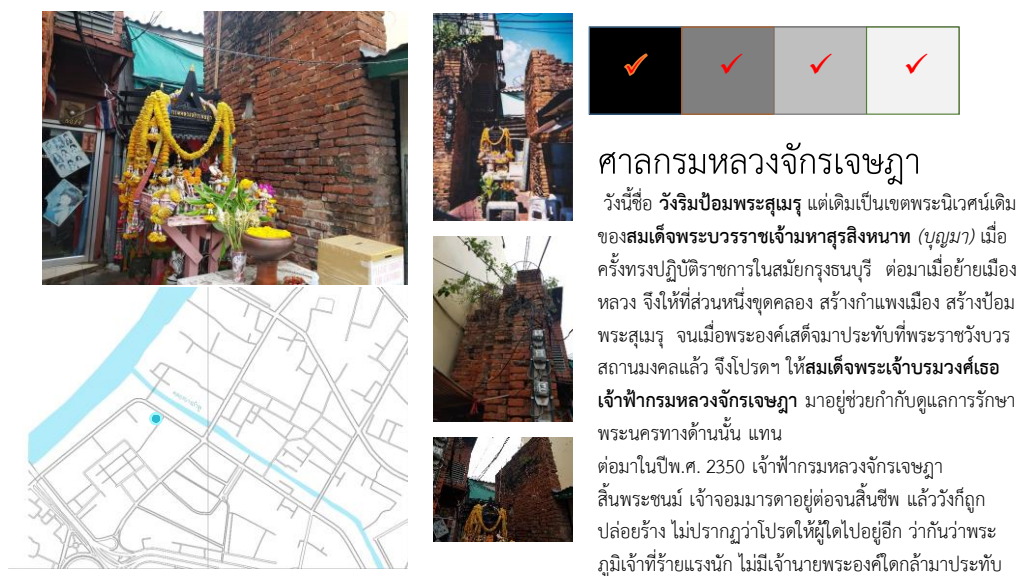 ศาลกรมหลวงจักรเจษฎา
วังนี้ชื่อ วังริมป้อมพระสุเมรุ แต่เดิมเป็นเขตพระนิเวศน์เดิม
ของสมเด็จพระบวรราชเจ้ามหาสุรสิงหนาท (บุญมา) เมื่อ
ครั้งทรงปฏิบัติราชการในสมัยกรุงธนบุรี ต่อมาเมื่อย้ายเมือง
หลวง จึงให้ที่ส่วนหนึ่งขุดคลอง สร้างกำแพงเมือง สร้างป้อม
พระสุเมรุ จนเมื่อพระองค์เสด็จมาประทับที่พระราชวังบวร
สถานมงคลแล้ว จึงโปรดฯ ให้สมเด็จพระเจ้าบรมวงศ์เธอ
เจ้าฟ้ากรมหลวงจักรเจษฎา มาอยู่ช่วยกำกับดูแลการรักษา
พระนครทางด้านนั้น แทน
ต่อมาในปีพ.ศ. 2350 เจ้าฟ้ากรมหลวงจักรเจษฎา
สิ้นพระชนม์ เจ้าจอมมารดาอยู่ต่อจนสิ้นชีพ แล้ววังก็ถูก
ปล่อยร้าง ไม่ปรากฏว่าโปรดให้ผู้ใดไปอยู่อีก ว่ากันว่าพระ
ภูมิเจ้าที่ร้ายแรงนัก ไม่มีเจ้านายพระองค์ใดกล้ามาประทับ